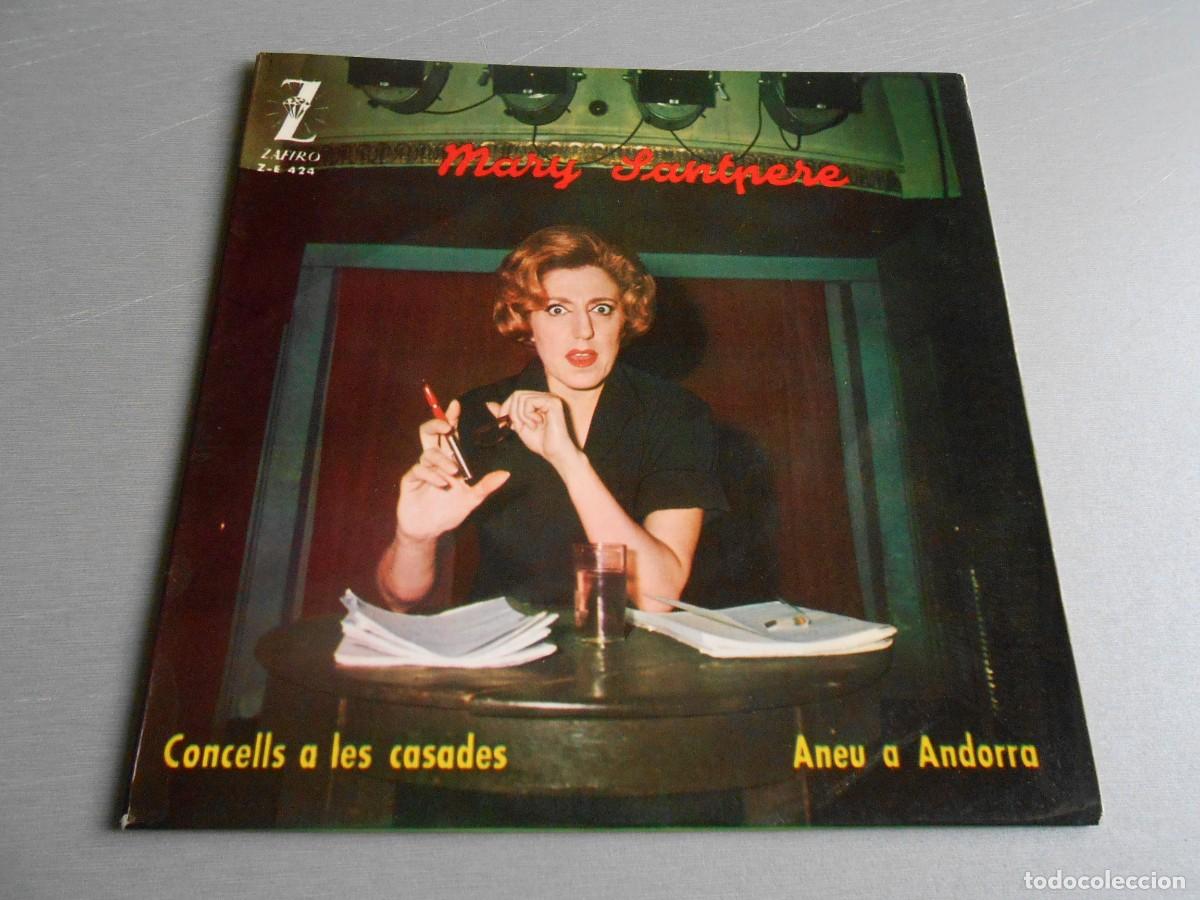 Z
ZAFIRO
Z-E 424
Mary Santpere
Concells a les casades
Aneu a Andorra
todocoleccion